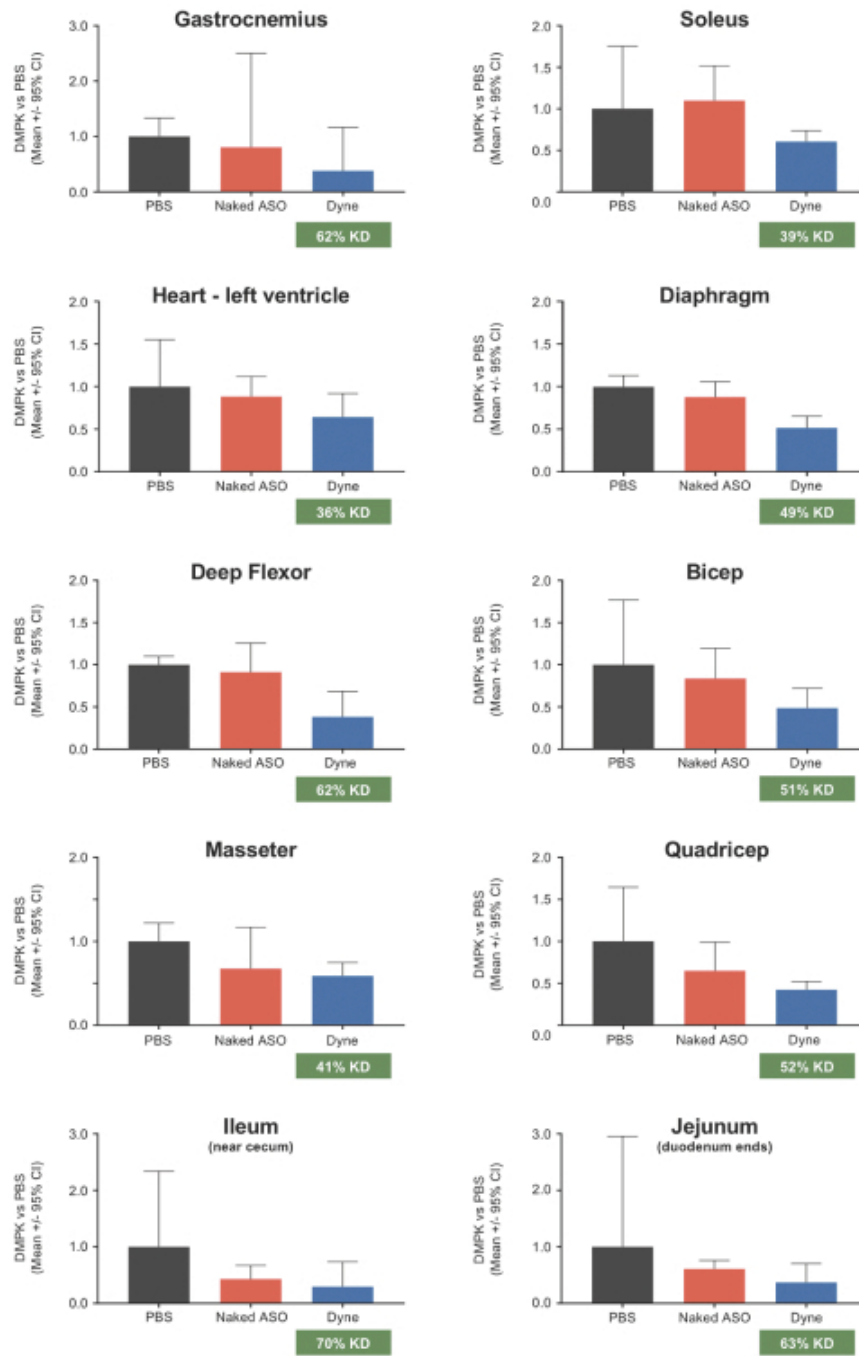 Gastrocnemius
DMPK vs PBS
(Mean +/- 95% CI)
3.0
2.0
1.0
0.0
PBS
Naked ASO
Dyne
62% KD
Soleus
DMPK vs PBS
(Mean +/- 95% CI)
2.0
1.5
1.0
0.5
0.0
PBS
Naked ASO
Dyne
39% KD
Heart - left ventricle
DMPK vs PBS
(Mean +/- 95% CI)
2.0
1.5
1.0
0.5
0.0
PBS
Naked ASO
Dyne
36% KD
Diaphragm
DMPK vs PBS
(Mean +/- 95% CI)
2.0
1.5
1.0
0.5
0.0
PBS
Naked ASO
Dyne
49% KD
Deep Flexor
DMPK vs PBS
(Mean +/- 95% CI)
2.0
1.5
1.0
0.5
0.0
PBS
Naked ASO
Dyne
62% KD
Bicep
DMPK vs PBS
(Mean +/- 95% CI)
2.0
1.5
1.0
0.5
0.0
PBS
Naked ASO
Dyne
51% KD
Masseter
DMPK vs PBS
(Mean +/- 95% CI)
2.0
1.0
0.0
PBS
Naked ASO
Dyne
41% KD
Quadricep
DMPK vs PBS
(Mean +/- 95% CI)
2.0
1.5
1.0
0.5
0.0
PBS
Naked ASO
Dyne
52% KD
Ileum
(near cecum)
DMPK vs PBS
(Mean +/- 95% CI)
3.0
2.0
1.0
0.0
PBS
Naked ASO
Dyne
70% KD
Jejunum
(duodenum ends)
DMPK vs PBS
(Mean +/- 95% CI)
3.0
2.0
1.0
0.0
PBS
Naked ASO
Dyne
63% KD